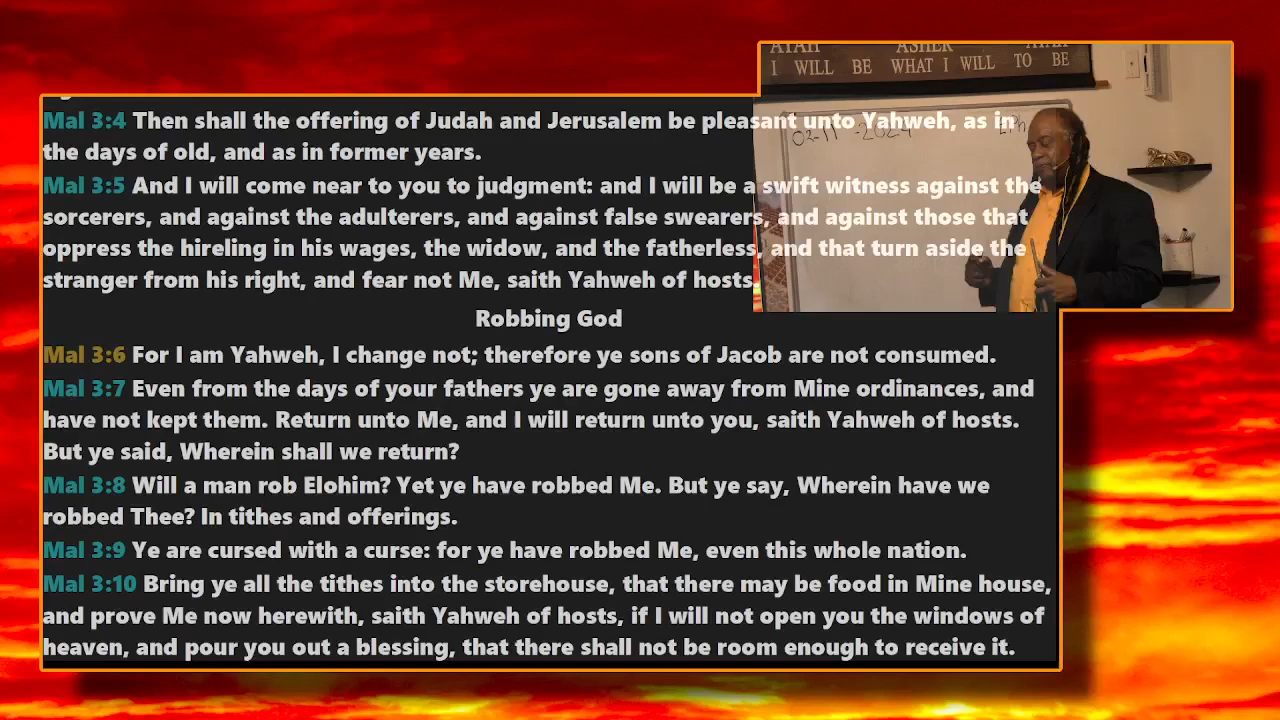 AYAH ASHER AYAH
I WILL BE WHAT I WILL TO BE
02-11-2024 Eph
Mal 3:4 Then shall the offering of Judah and Jerusalem be pleasant unto Yahweh, as in
the days of old, and as in former years.
Mal 3:5 And I will come near to you to judgment: and I will be a swift witness against the
sorcerers, and against the adulterers, and against false swearers, and against those that
oppress the hireling in his wages, the widow, and the fatherless, and that turn aside the
stranger from his right, and fear not Me, saith Yahweh of hosts.
Robbing God
Mal 3:6 For I am Yahweh, I change not; therefore ye sons of Jacob are not consumed.
Mal 3:7 Even from the days of your fathers ye are gone away from Mine ordinances, and
have not kept them. Return unto Me, and I will return unto you, saith Yahweh of hosts.
But ye said, Wherein shall we return?
Mal 3:8 Will a man rob Elohim? Yet ye have robbed Me. But ye say, Wherein have we
robbed Thee? In tithes and offerings.
Mal 3:9 Ye are cursed with a curse: for ye have robbed Me, even this whole nation.
Mal 3:10 Bring ye all the tithes into the storehouse, that there may be food in Mine house,
and prove Me now herewith, saith Yahweh of hosts, if I will not open you the windows of
heaven, and pour you out a blessing, that there shall not be room enough to receive it.